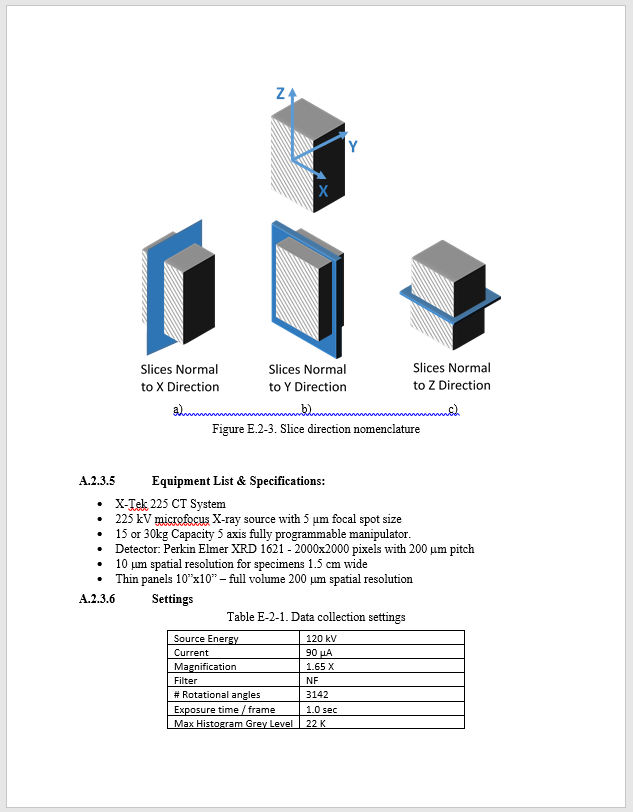 Z
Y
X
Slices Normal
to X Direction
Slices Normal
to Y Direction
Slices Normal
to Z Direction
a) b) c)
Figure E.2-3. Slice direction nomenclature
A.2.3.5 Equipment List & Specifications:
• X-Tek 225 CT System
• 225 kV microfocus X-ray source with 5 µm focal spot size
• 15 or 30kg Capacity 5 axis fully programmable manipulator.
• Detector: Perkin Elmer XRD 1621 - 2000x2000 pixels with 200 µm pitch
• 10 µm spatial resolution for specimens 1.5 cm wide
• Thin panels 10”x10” – full volume 200 µm spatial resolution
A.2.3.6 Settings
Table E-2-1. Data collection settings
Source Energy 120 kV
Current 90 µA
Magnification 1.65 X
Filter NF
# Rotational angles 3142
Exposure time / frame 1.0 sec
Max Histogram Grey Level 22 K